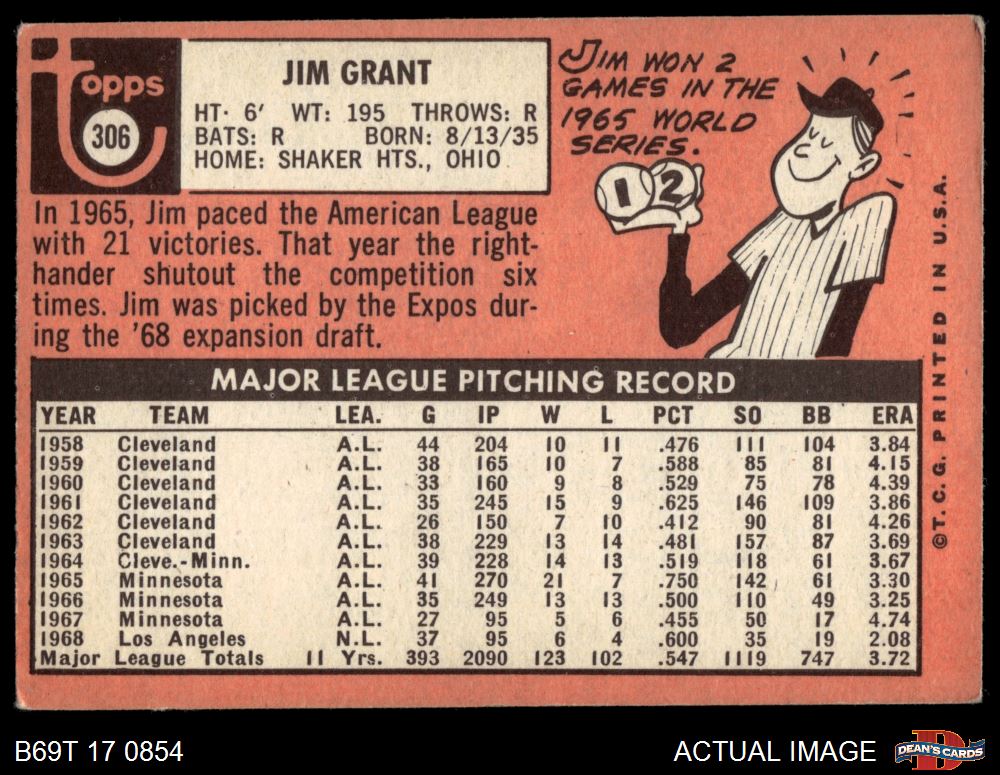 topps
306
JIM GRANT
HT· 6' WT: 195 THROWS: R
BATS: R BORN: 8/13/35
HOME: SHAKER HTS., OHIO
JIM WON 2
GAMES IN THE
1965 WORLD
SERIES.
1 2
In 1965, Jim paced the American League
with 21 victories. That year the right-
hander shutout the competition six
times. Jim was picked by the Expos dur-
ing the '68 expansion draft.
MAJOR LEAGUE PITCHING RECORD
YEAR TEAM LEA. G IP W L PCT SO BB ERA
1958 Cleveland A.L. 44 204 10 11 .476 111 104 3.84
1959 Cleveland A.L. 38 165 10 7 .588 85 81 4.15
1960 Cleveland A.L. 33 160 9 8 .529 75 78 4.39
1961 Cleveland A.L. 35 245 15 9 .625 146 109 3.86
1962 Cleveland A.L. 26 150 7 10 .412 90 81 4.26
1963 Cleveland A.L. 38 229 13 14 .481 157 87 3.69
1964 Cleve.-Minn. A.L. 39 228 14 13 .519 118 61 3.67
1965 Minnesota A.L. 41 270 21 7 .750 142 61 3.30
1966 Minnesota A.L. 35 249 13 13 .500 110 49 3.25
1967 Minnesota A.L. 27 95 5 6 .455 50 17 4.74
1968 Los Angeles N.L. 37 95 6 4 .600 35 19 2.08
Major League Totals 11 Yrs. 393 2090 123 102 .547 1119 747 3.72
©T. C. G. PRINTED IN U.S.A.
B69T 17 0854
ACTUAL IMAGE
D
DEAN'S CARDS